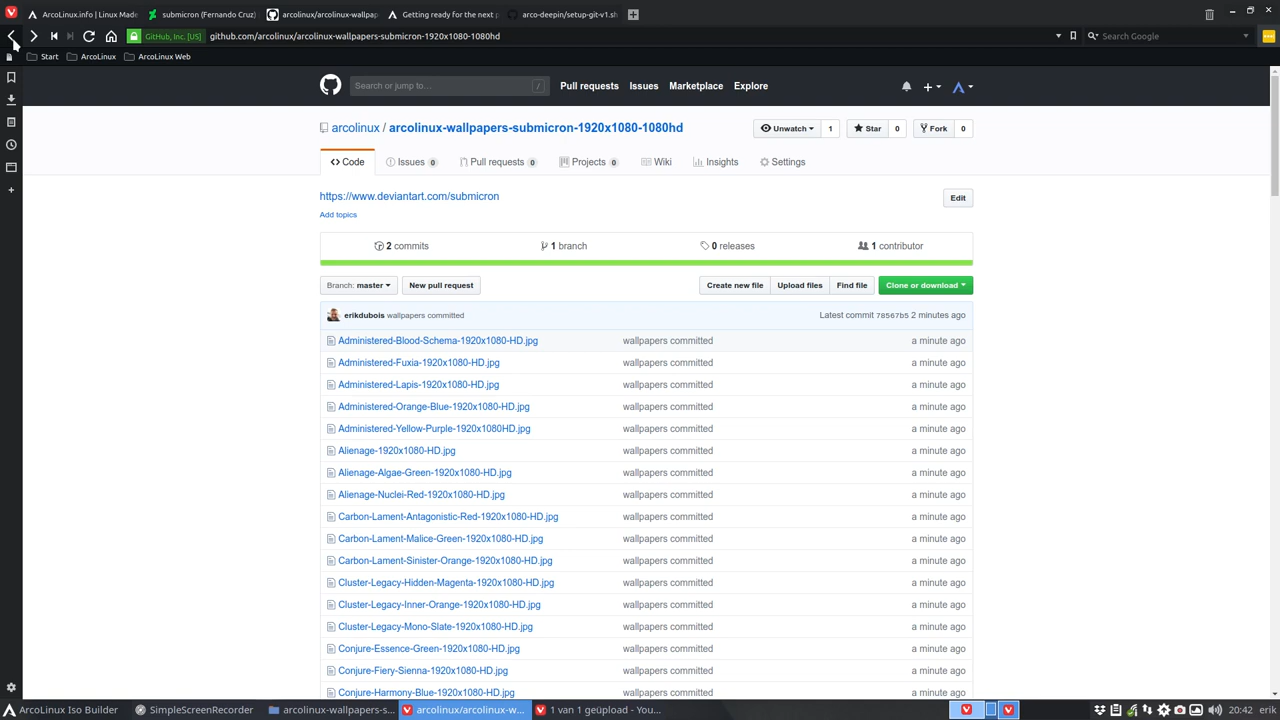 ArcoLinux.info | Linux Made
submicron (Fernando Cruz)
arcolinux/arcolinux-wallpap
Getting ready for the next p
arco-deepin/setup-git-v1.sh
GitHub, Inc. [US]
github.com/arcolinux/arcolinux-wallpapers-submicron-1920x1080-1080hd
Search Google
Start
ArcoLinux
ArcoLinux Web
Search or jump to…
/
Pull requests
Issues
Marketplace
Explore
arcolinux / arcolinux-wallpapers-submicron-1920x1080-1080hd
Unwatch
1
Star
0
Fork
0
Code
Issues 0
Pull requests 0
Projects 0
Wiki
Insights
Settings
https://www.deviantart.com/submicron
Edit
Add topics
2 commits
1 branch
0 releases
1 contributor
Branch: master
New pull request
Create new file
Upload files
Find file
Clone or download
erikdubois wallpapers committed
Latest commit 78567b5 2 minutes ago
Administered-Blood-Schema-1920x1080-HD.jpg wallpapers committed a minute ago
Administered-Fuxia-1920x1080-HD.jpg wallpapers committed a minute ago
Administered-Lapis-1920x1080-HD.jpg wallpapers committed a minute ago
Administered-Orange-Blue-1920x1080-HD.jpg wallpapers committed a minute ago
Administered-Yellow-Purple-1920x1080HD.jpg wallpapers committed a minute ago
Alienage-1920x1080-HD.jpg wallpapers committed a minute ago
Alienage-Algae-Green-1920x1080-HD.jpg wallpapers committed a minute ago
Alienage-Nuclei-Red-1920x1080-HD.jpg wallpapers committed a minute ago
Carbon-Lament-Antagonistic-Red-1920x1080-HD.jpg wallpapers committed a minute ago
Carbon-Lament-Malice-Green-1920x1080-HD.jpg wallpapers committed a minute ago
Carbon-Lament-Sinister-Orange-1920x1080-HD.jpg wallpapers committed a minute ago
Cluster-Legacy-Hidden-Magenta-1920x1080-HD.jpg wallpapers committed a minute ago
Cluster-Legacy-Inner-Orange-1920x1080-HD.jpg wallpapers committed a minute ago
Cluster-Legacy-Mono-Slate-1920x1080-HD.jpg wallpapers committed a minute ago
Conjure-Essence-Green-1920x1080-HD.jpg wallpapers committed a minute ago
Conjure-Fiery-Sienna-1920x1080-HD.jpg wallpapers committed a minute ago
Conjure-Harmony-Blue-1920x1080-HD.jpg wallpapers committed a minute ago
ArcoLinux Iso Builder
SimpleScreenRecorder
arcolinux-wallpapers-s...
arcolinux/arcolinux-w...
1 van 1 geüpload - You...
20:42
erik